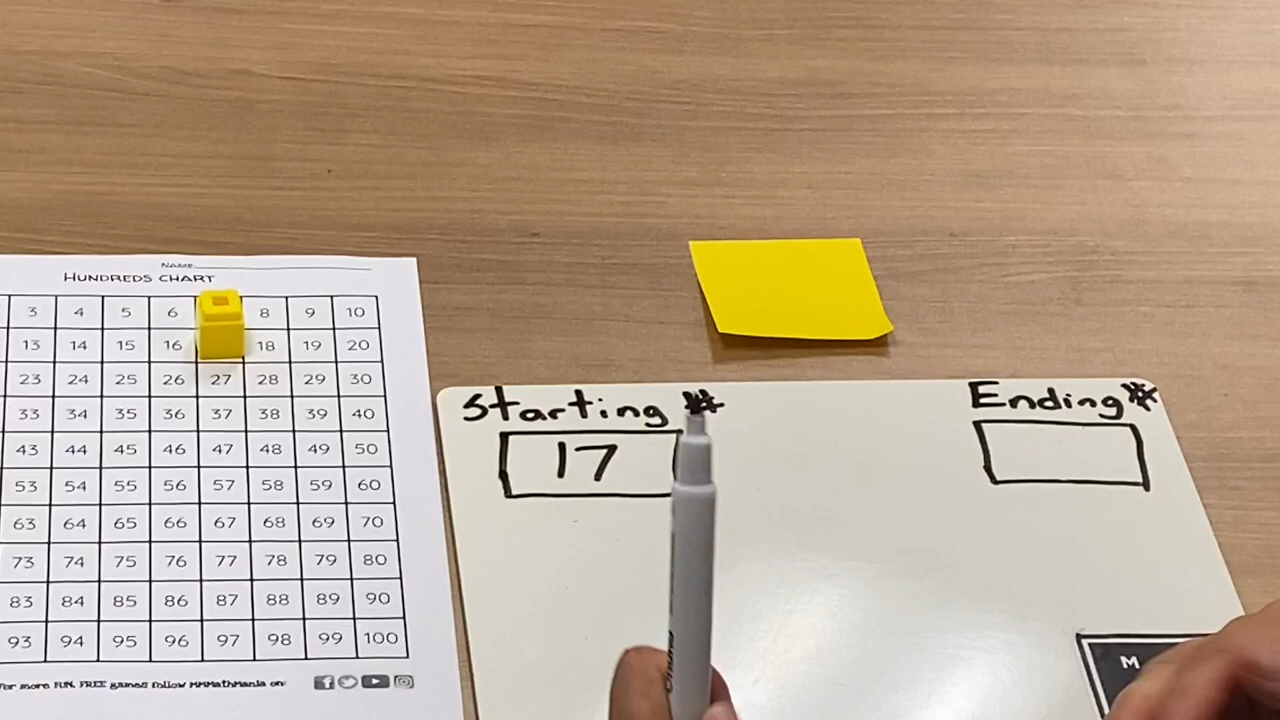 NAME
HUNDREDS CHART
3 4 5 6 8 9 10
13 14 15 16 18 19 20
23 24 25 26 27 28 29 30
33 34 35 36 37 38 39 40
43 44 45 46 47 48 49 50
53 54 55 56 57 58 59 60
63 64 65 66 67 68 69 70
73 74 75 76 77 78 79 80
83 84 85 86 87 88 89 90
93 94 95 96 97 98 99 100
For more FUN, FREE games follow MMMathMania on:
Starting #
17
Ending #
M